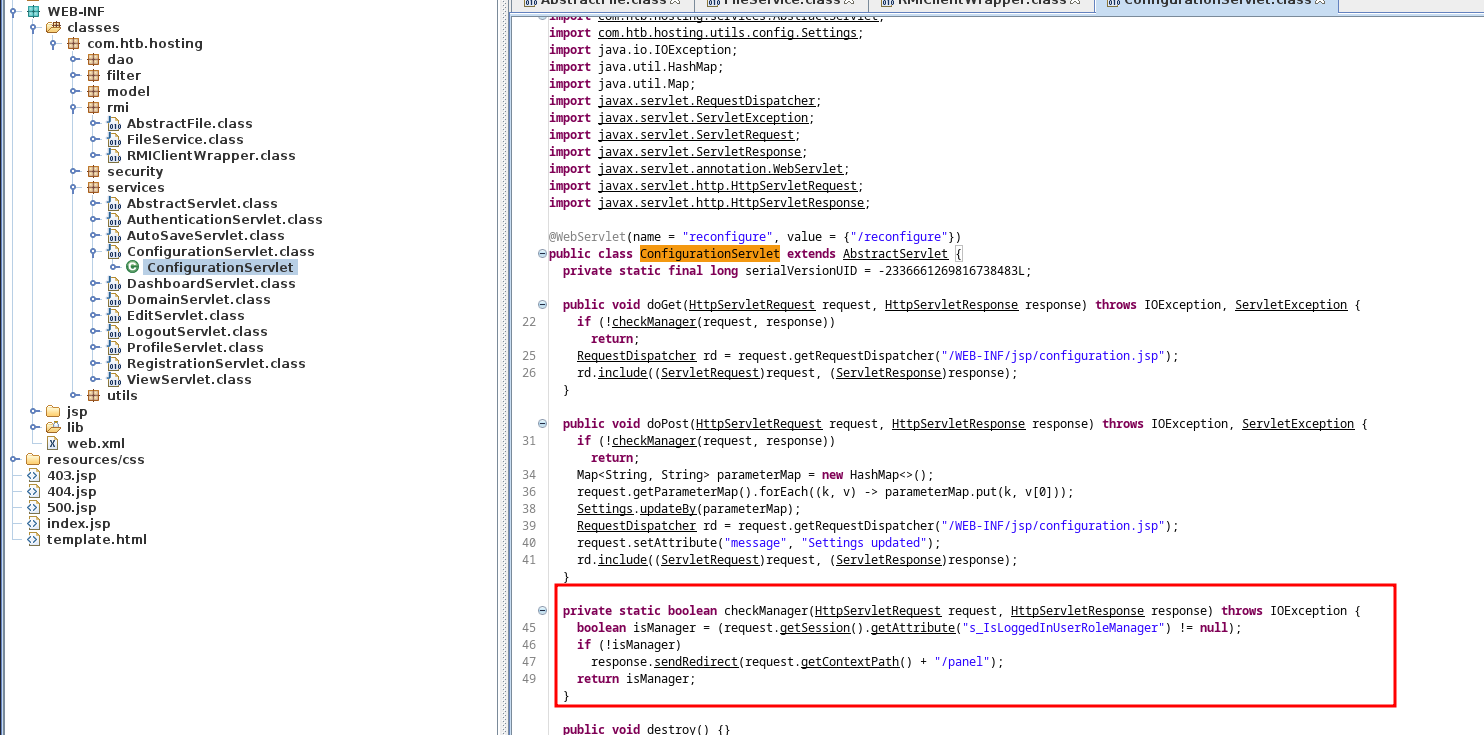 WEB-INF
classes
com.htb.hosting
dao
filter
model
rmi
AbstractFile.class
FileService.class
RMIClientWrapper.class
security
services
AbstractServlet.class
AuthenticationServlet.class
AutoSaveServlet.class
ConfigurationServlet.class
ConfigurationServlet
DashboardServlet.class
DomainServlet.class
EditServlet.class
LogoutServlet.class
ProfileServlet.class
RegistrationServlet.class
ViewServlet.class
utils
jsp
lib
web.xml
resources/css
403.jsp
404.jsp
500.jsp
index.jsp
template.html
AbstractFile.class FileService.class RMIClientWrapper.class ConfigurationServlet.class
import com.htb.hosting.services.AbstractServlet;
import com.htb.hosting.utils.config.Settings;
import java.io.IOException;
import java.util.HashMap;
import java.util.Map;
import javax.servlet.RequestDispatcher;
import javax.servlet.ServletException;
import javax.servlet.ServletRequest;
import javax.servlet.ServletResponse;
import javax.servlet.annotation.WebServlet;
import javax.servlet.http.HttpServletRequest;
import javax.servlet.http.HttpServletResponse;
@WebServlet(name = "reconfigure", value = {"/reconfigure"})
public class ConfigurationServlet extends AbstractServlet {
private static final long serialVersionUID = -2336661269816738483L;
public void doGet(HttpServletRequest request, HttpServletResponse response) throws IOException, ServletException {
22 if (!checkManager(request, response))
return;
25 RequestDispatcher rd = request.getRequestDispatcher("/WEB-INF/jsp/configuration.jsp");
26 rd.include((ServletRequest)request, (ServletResponse)response);
}
public void doPost(HttpServletRequest request, HttpServletResponse response) throws IOException, ServletException {
31 if (!checkManager(request, response))
return;
34 Map<String, String> parameterMap = new HashMap<>();
36 request.getParameterMap().forEach((k, v) -> parameterMap.put(k, v[0]));
38 Settings.updateBy(parameterMap);
39 RequestDispatcher rd = request.getRequestDispatcher("/WEB-INF/jsp/configuration.jsp");
40 request.setAttribute("message", "Settings updated");
41 rd.include((ServletRequest)request, (ServletResponse)response);
}
private static boolean checkManager(HttpServletRequest request, HttpServletResponse response) throws IOException {
45 boolean isManager = (request.getSession().getAttribute("s_IsLoggedInUserRoleManager") != null);
46 if (!isManager)
47 response.sendRedirect(request.getContextPath() + "/panel");
49 return isManager;
}
public void destroy() {}